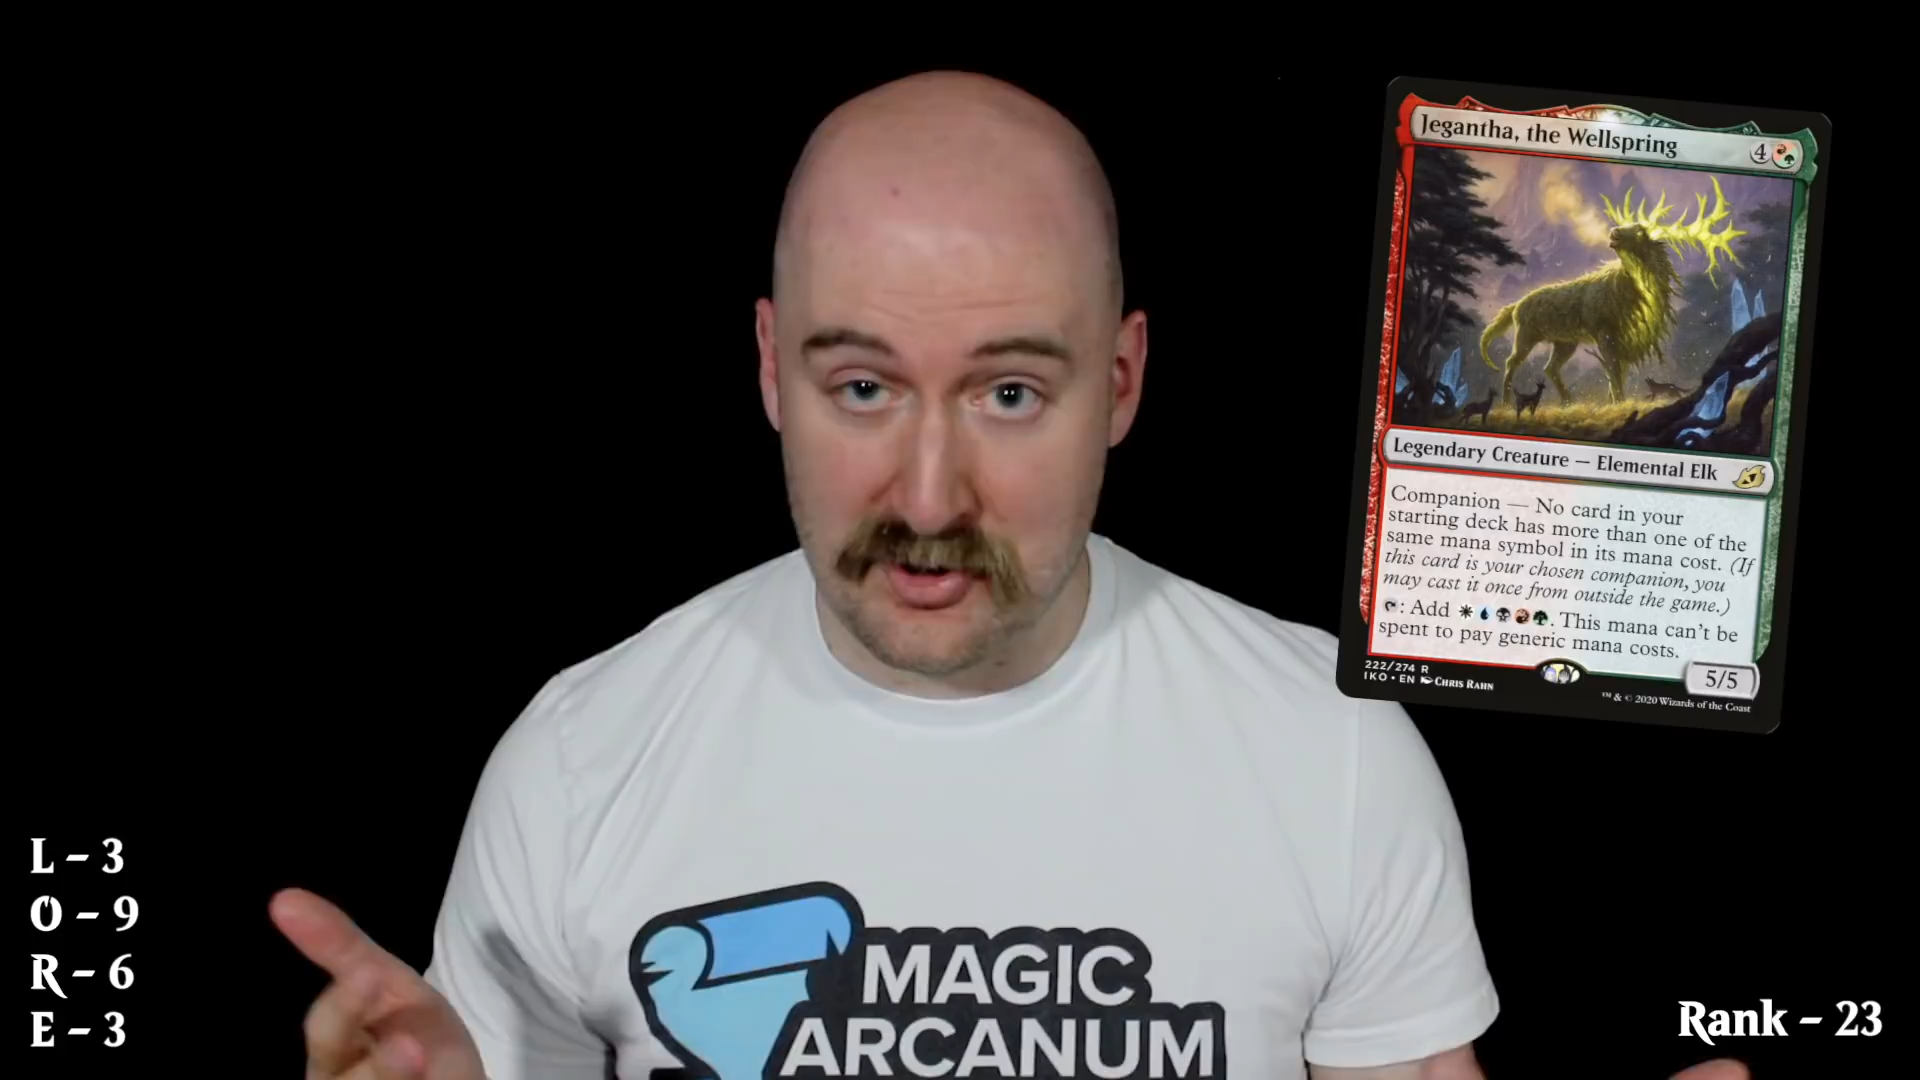 Jegantha, the Wellspring
4
Legendary Creature — Elemental Elk
Companion — No card in your
starting deck has more than one of the
same mana symbol in its mana cost. (If
this card is your chosen companion, you
may cast it once from outside the game.)
: Add . This mana can't be
spent to pay generic mana costs.
5/5
222/274 R
IKO • EN CHRIS RAHN
™ & © 2020 Wizards of the Coast
L – 3
O – 9
R – 6
E – 3
MAGIC
ARCANUM
Rank – 23